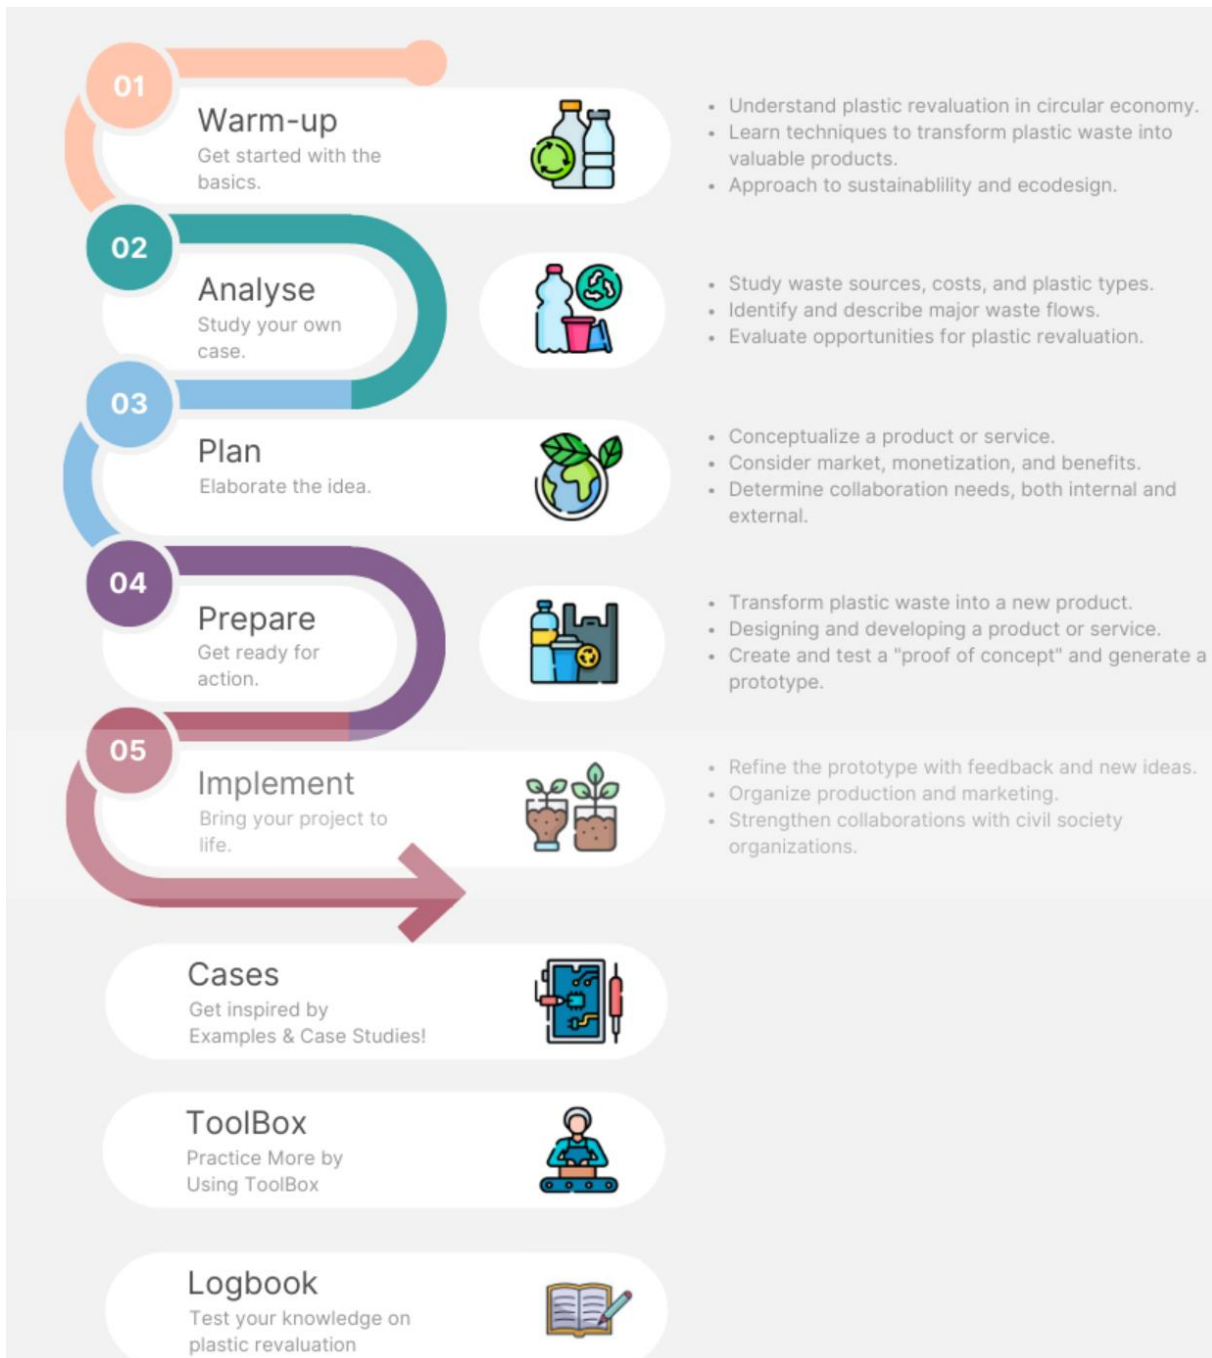 01
Warm-up
Get started with the
basics.
• Understand plastic revaluation in circular economy.
• Learn techniques to transform plastic waste into
valuable products.
• Approach to sustainablility and ecodesign.
02
Analyse
Study your own
case.
• Study waste sources, costs, and plastic types.
• Identify and describe major waste flows.
• Evaluate opportunities for plastic revaluation.
03
Plan
Elaborate the idea.
• Conceptualize a product or service.
• Consider market, monetization, and benefits.
• Determine collaboration needs, both internal and
external.
04
Prepare
Get ready for
action.
• Transform plastic waste into a new product.
• Designing and developing a product or service.
• Create and test a "proof of concept" and generate a
prototype.
05
Implement
Bring your project to
life.
• Refine the prototype with feedback and new ideas.
• Organize production and marketing.
• Strengthen collaborations with civil society
organizations.
Cases
Get inspired by
Examples & Case Studies!
ToolBox
Practice More by
Using ToolBox
Logbook
Test your knowledge on
plastic revaluation